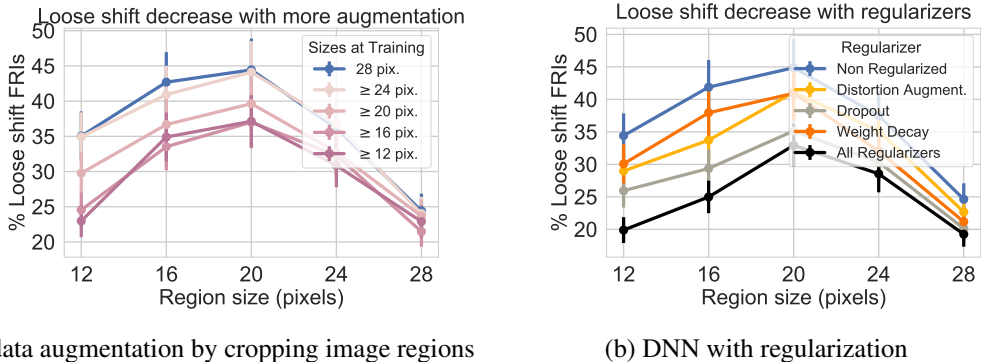 Loose shift decrease with more augmentation
% Loose shift FRIs
50
45
40
35
30
25
20
Sizes at Training
28 pix.
≥ 24 pix.
≥ 20 pix.
≥ 16 pix.
≥ 12 pix.
12 16 20 24 28
Region size (pixels)
data augmentation by cropping image regions
Loose shift decrease with regularizers
% Loose shift FRIs
50
45
40
35
30
25
20
Regularizer
Non Regularized
Distortion Augment.
Dropout
Weight Decay
All Regularizers
12 16 20 24 28
Region size (pixels)
(b) DNN with regularization